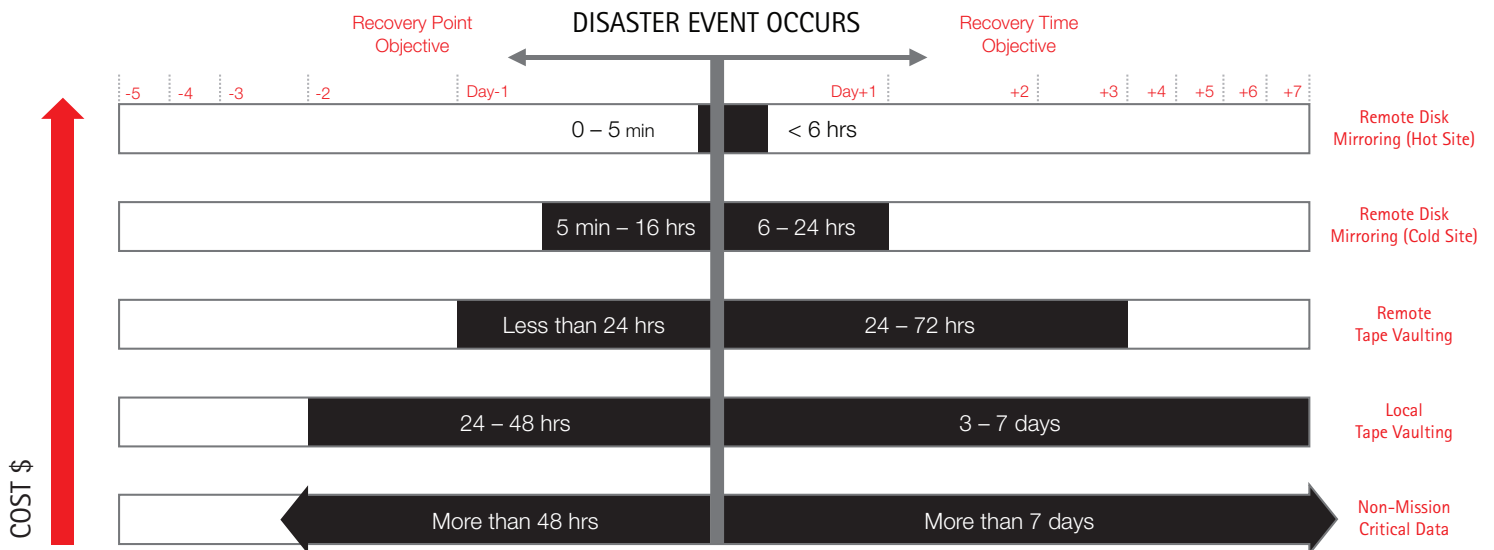 Recovery Point
Objective
DISASTER EVENT OCCURS
Recovery Time
Objective
-5 -4 -3 -2 Day-1 Day+1 +2 +3 +4 +5 +6 +7
0 – 5 min < 6 hrs
Remote Disk
Mirroring (Hot Site)
5 min – 16 hrs 6 – 24 hrs
Remote Disk
Mirroring (Cold Site)
Less than 24 hrs 24 – 72 hrs
Remote
Tape Vaulting
24 – 48 hrs 3 – 7 days
Local
Tape Vaulting
More than 48 hrs More than 7 days
Non-Mission
Critical Data
COST $